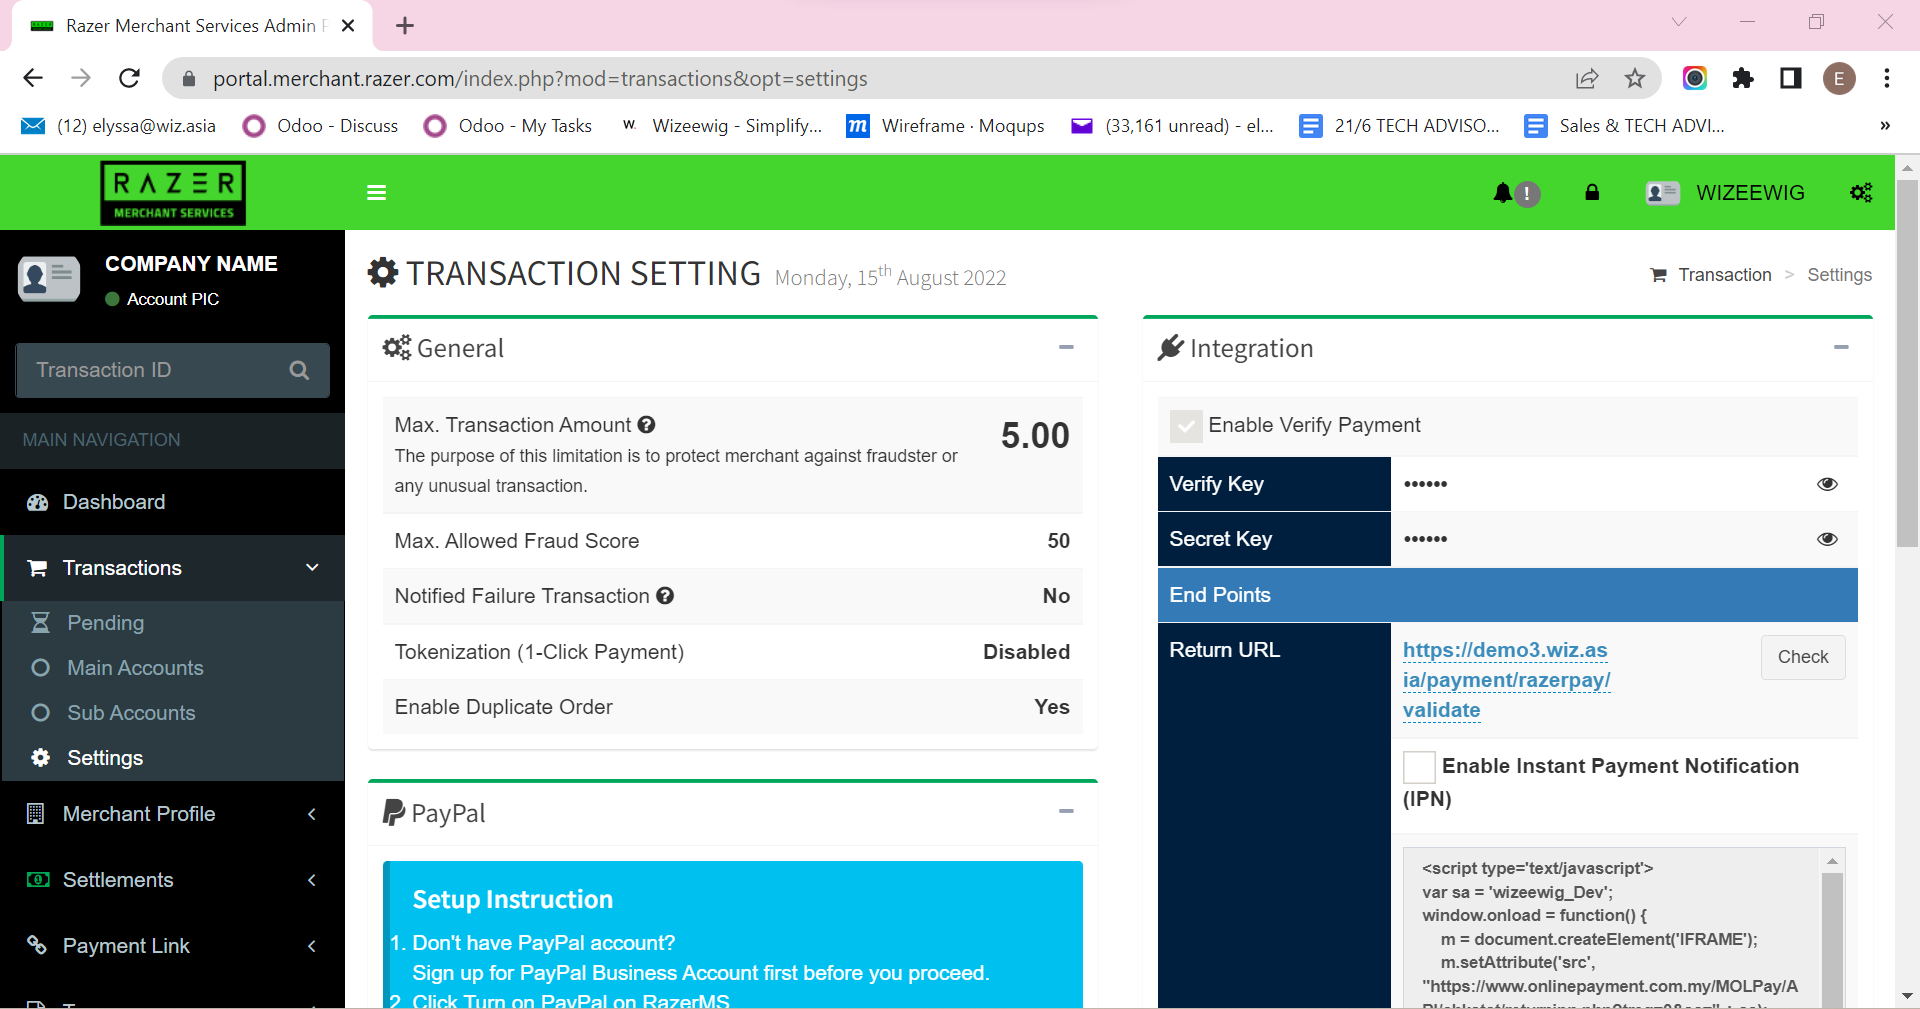 Razer Merchant Services Admin P
portal.merchant.razer.com/index.php?mod=transactions&opt=settings
E
(12) elyssa@wiz.asia
Odoo - Discuss
Odoo - My Tasks
w. Wizeewig - Simplify...
m Wireframe · Moqups
(33,161 unread) - el...
21/6 TECH ADVISO...
Sales & TECH ADVI...
»
RAZER
MERCHANT SERVICES
!
WIZEEWIG
COMPANY NAME
Account PIC
Transaction ID
MAIN NAVIGATION
Dashboard
Transactions
Pending
Main Accounts
Sub Accounts
Settings
Merchant Profile
Settlements
Payment Link
TRANSACTION SETTING Monday, 15th August 2022
Transaction > Settings
General
Max. Transaction Amount ?
5.00
The purpose of this limitation is to protect merchant against fraudster or
any unusual transaction.
Max. Allowed Fraud Score 50
Notified Failure Transaction ? No
Tokenization (1-Click Payment) Disabled
Enable Duplicate Order Yes
PayPal
Setup Instruction
1. Don't have PayPal account?
Sign up for PayPal Business Account first before you proceed.
2. Click Turn on PayPal on RazerMS
Integration
Enable Verify Payment
Verify Key ••••••
Secret Key ••••••
End Points
Return URL
https://demo3.wiz.as
ia/payment/razerpay/
validate
Check
Enable Instant Payment Notification
(IPN)
<script type='text/javascript'>
var sa = 'wizeewig_Dev';
window.onload = function() {
m = document.createElement('IFRAME');
m.setAttribute('src',
"https://www.onlinepayment.com.my/MOLPay/A